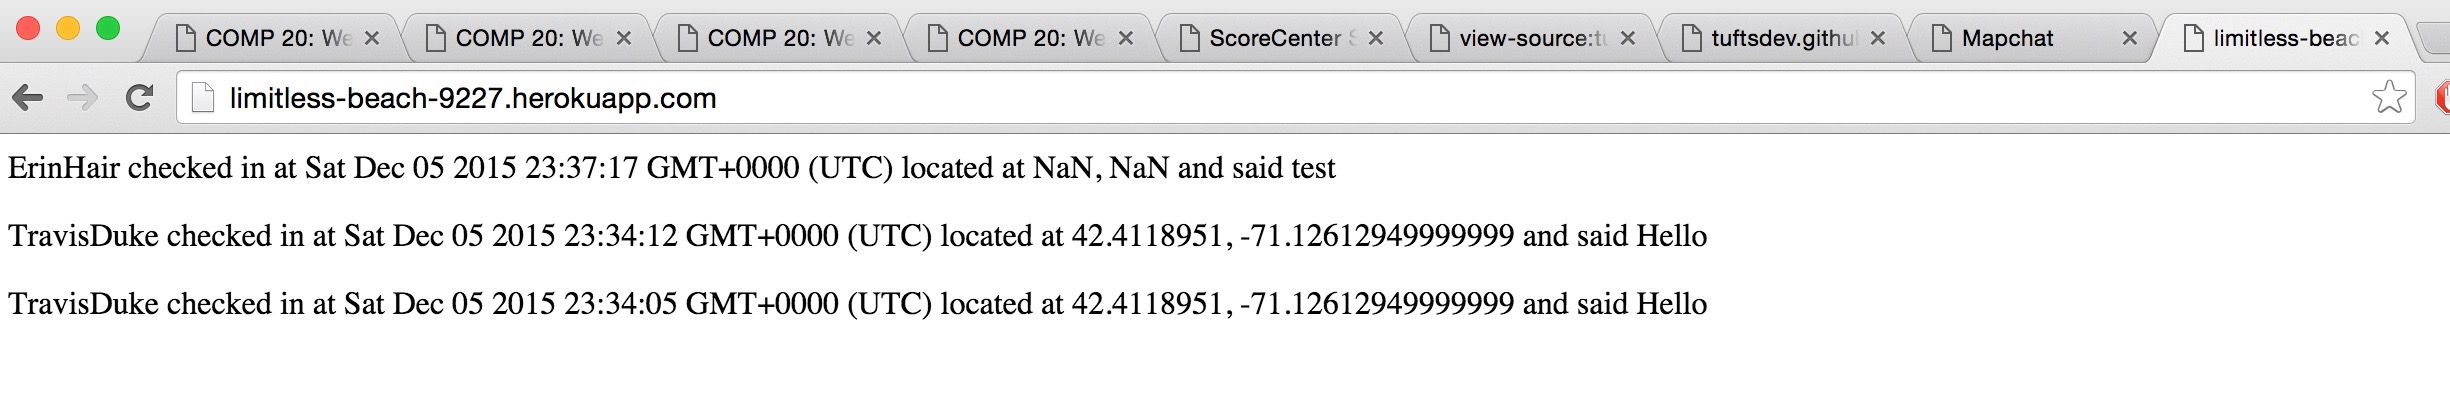 COMP 20: We COMP 20: We COMP 20: We COMP 20: We ScoreCenter view-source:tu tuftsdev.githu Mapchat limitless-beac
limitless-beach-9227.herokuapp.com
ErinHair checked in at Sat Dec 05 2015 23:37:17 GMT+0000 (UTC) located at NaN, NaN and said test
TravisDuke checked in at Sat Dec 05 2015 23:34:12 GMT+0000 (UTC) located at 42.4118951, -71.12612949999999 and said Hello
TravisDuke checked in at Sat Dec 05 2015 23:34:05 GMT+0000 (UTC) located at 42.4118951, -71.12612949999999 and said Hello